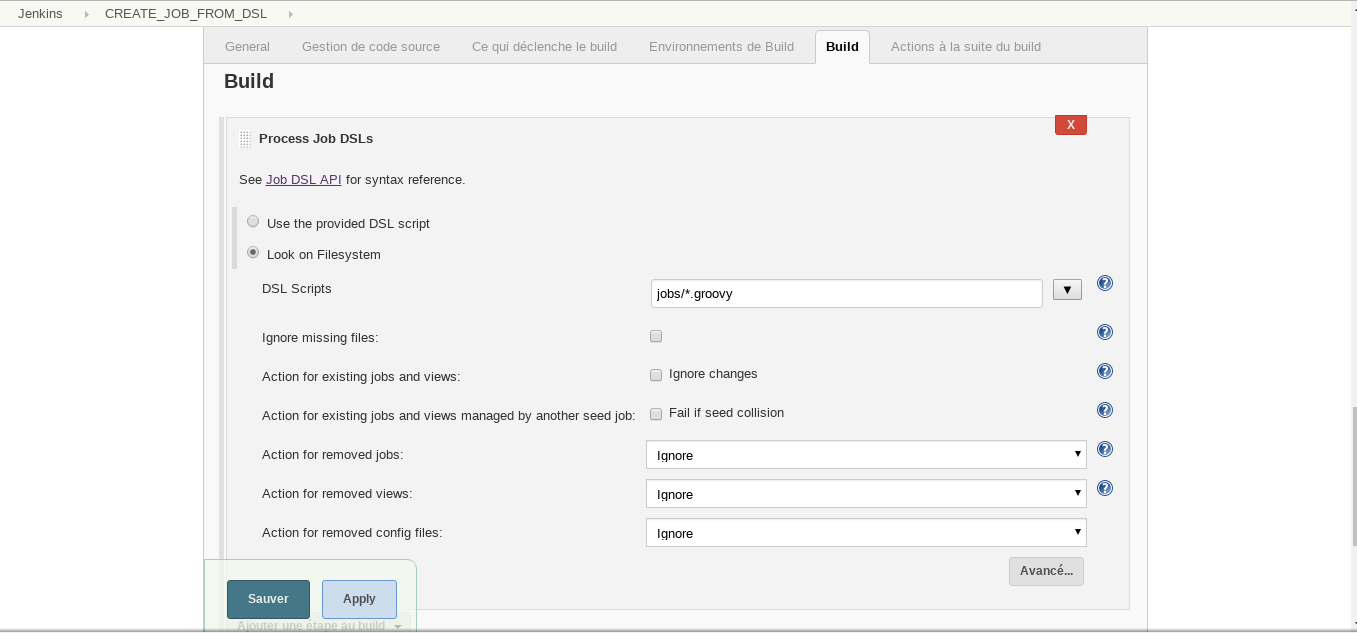 Jenkins CREATE_JOB_FROM_DSL
General Gestion de code source Ce qui déclenche le build Environnements de Build Build Actions à la suite du build
Build
X
Process Job DSLs
See Job DSL API for syntax reference.
Use the provided DSL script
Look on Filesystem
DSL Scripts jobs/*.groovy
Ignore missing files:
Action for existing jobs and views: Ignore changes
Action for existing jobs and views managed by another seed job: Fail if seed collision
Action for removed jobs: Ignore
Action for removed views: Ignore
Action for removed config files: Ignore
Avancé...
Sauver Apply
Ajouter une étape au build